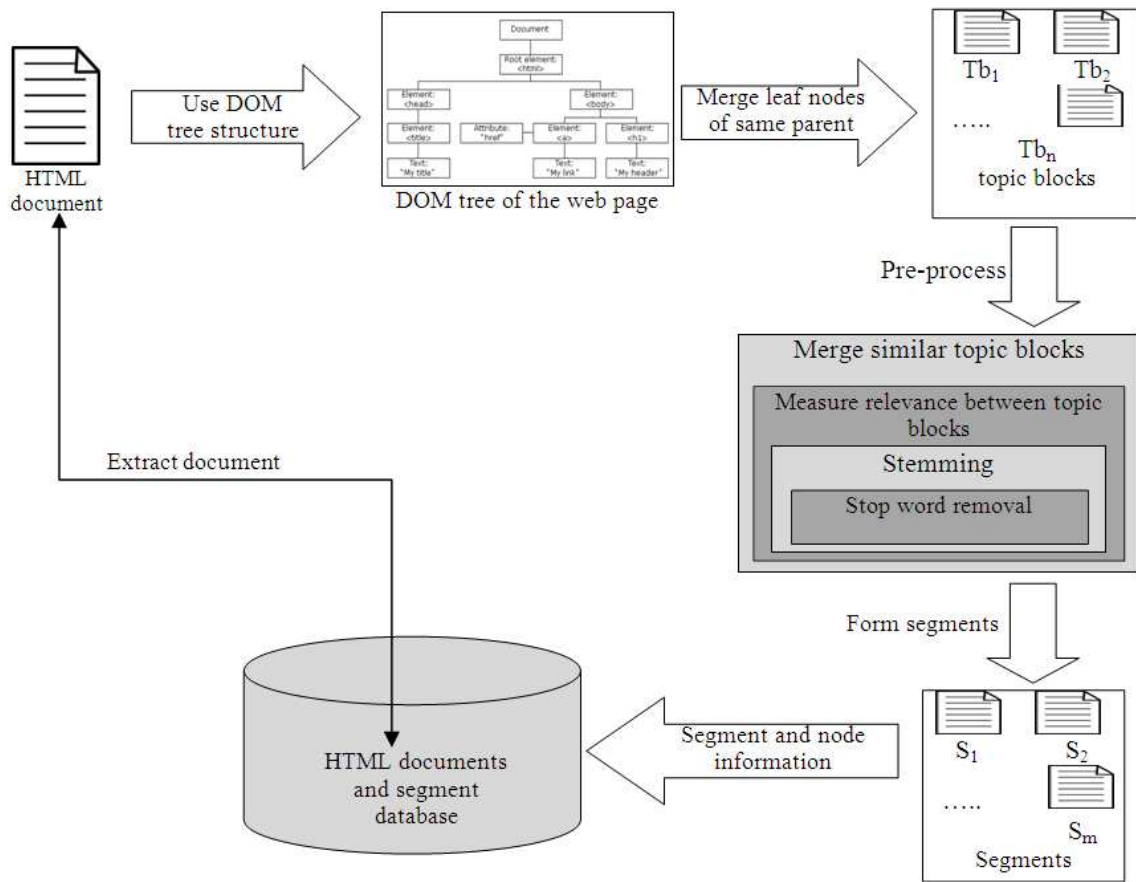 HTML
document
Use DOM
tree structure
Document
Root element:
<html>
Element:
<head>
Element:
<body>
Element:
<title>
Attribute:
"href"
Element:
<a>
Element:
<h1>
Text:
"My title"
Text:
"My link"
Text:
"My header"
DOM tree of the web page
Merge leaf nodes
of same parent
Tb1
Tb2
.....
Tbn
topic blocks
Pre-process
Merge similar topic blocks
Measure relevance between topic
blocks
Stemming
Stop word removal
Form segments
S1
S2
.....
Sm
Segments
Segment and node
information
HTML documents
and segment
database
Extract document